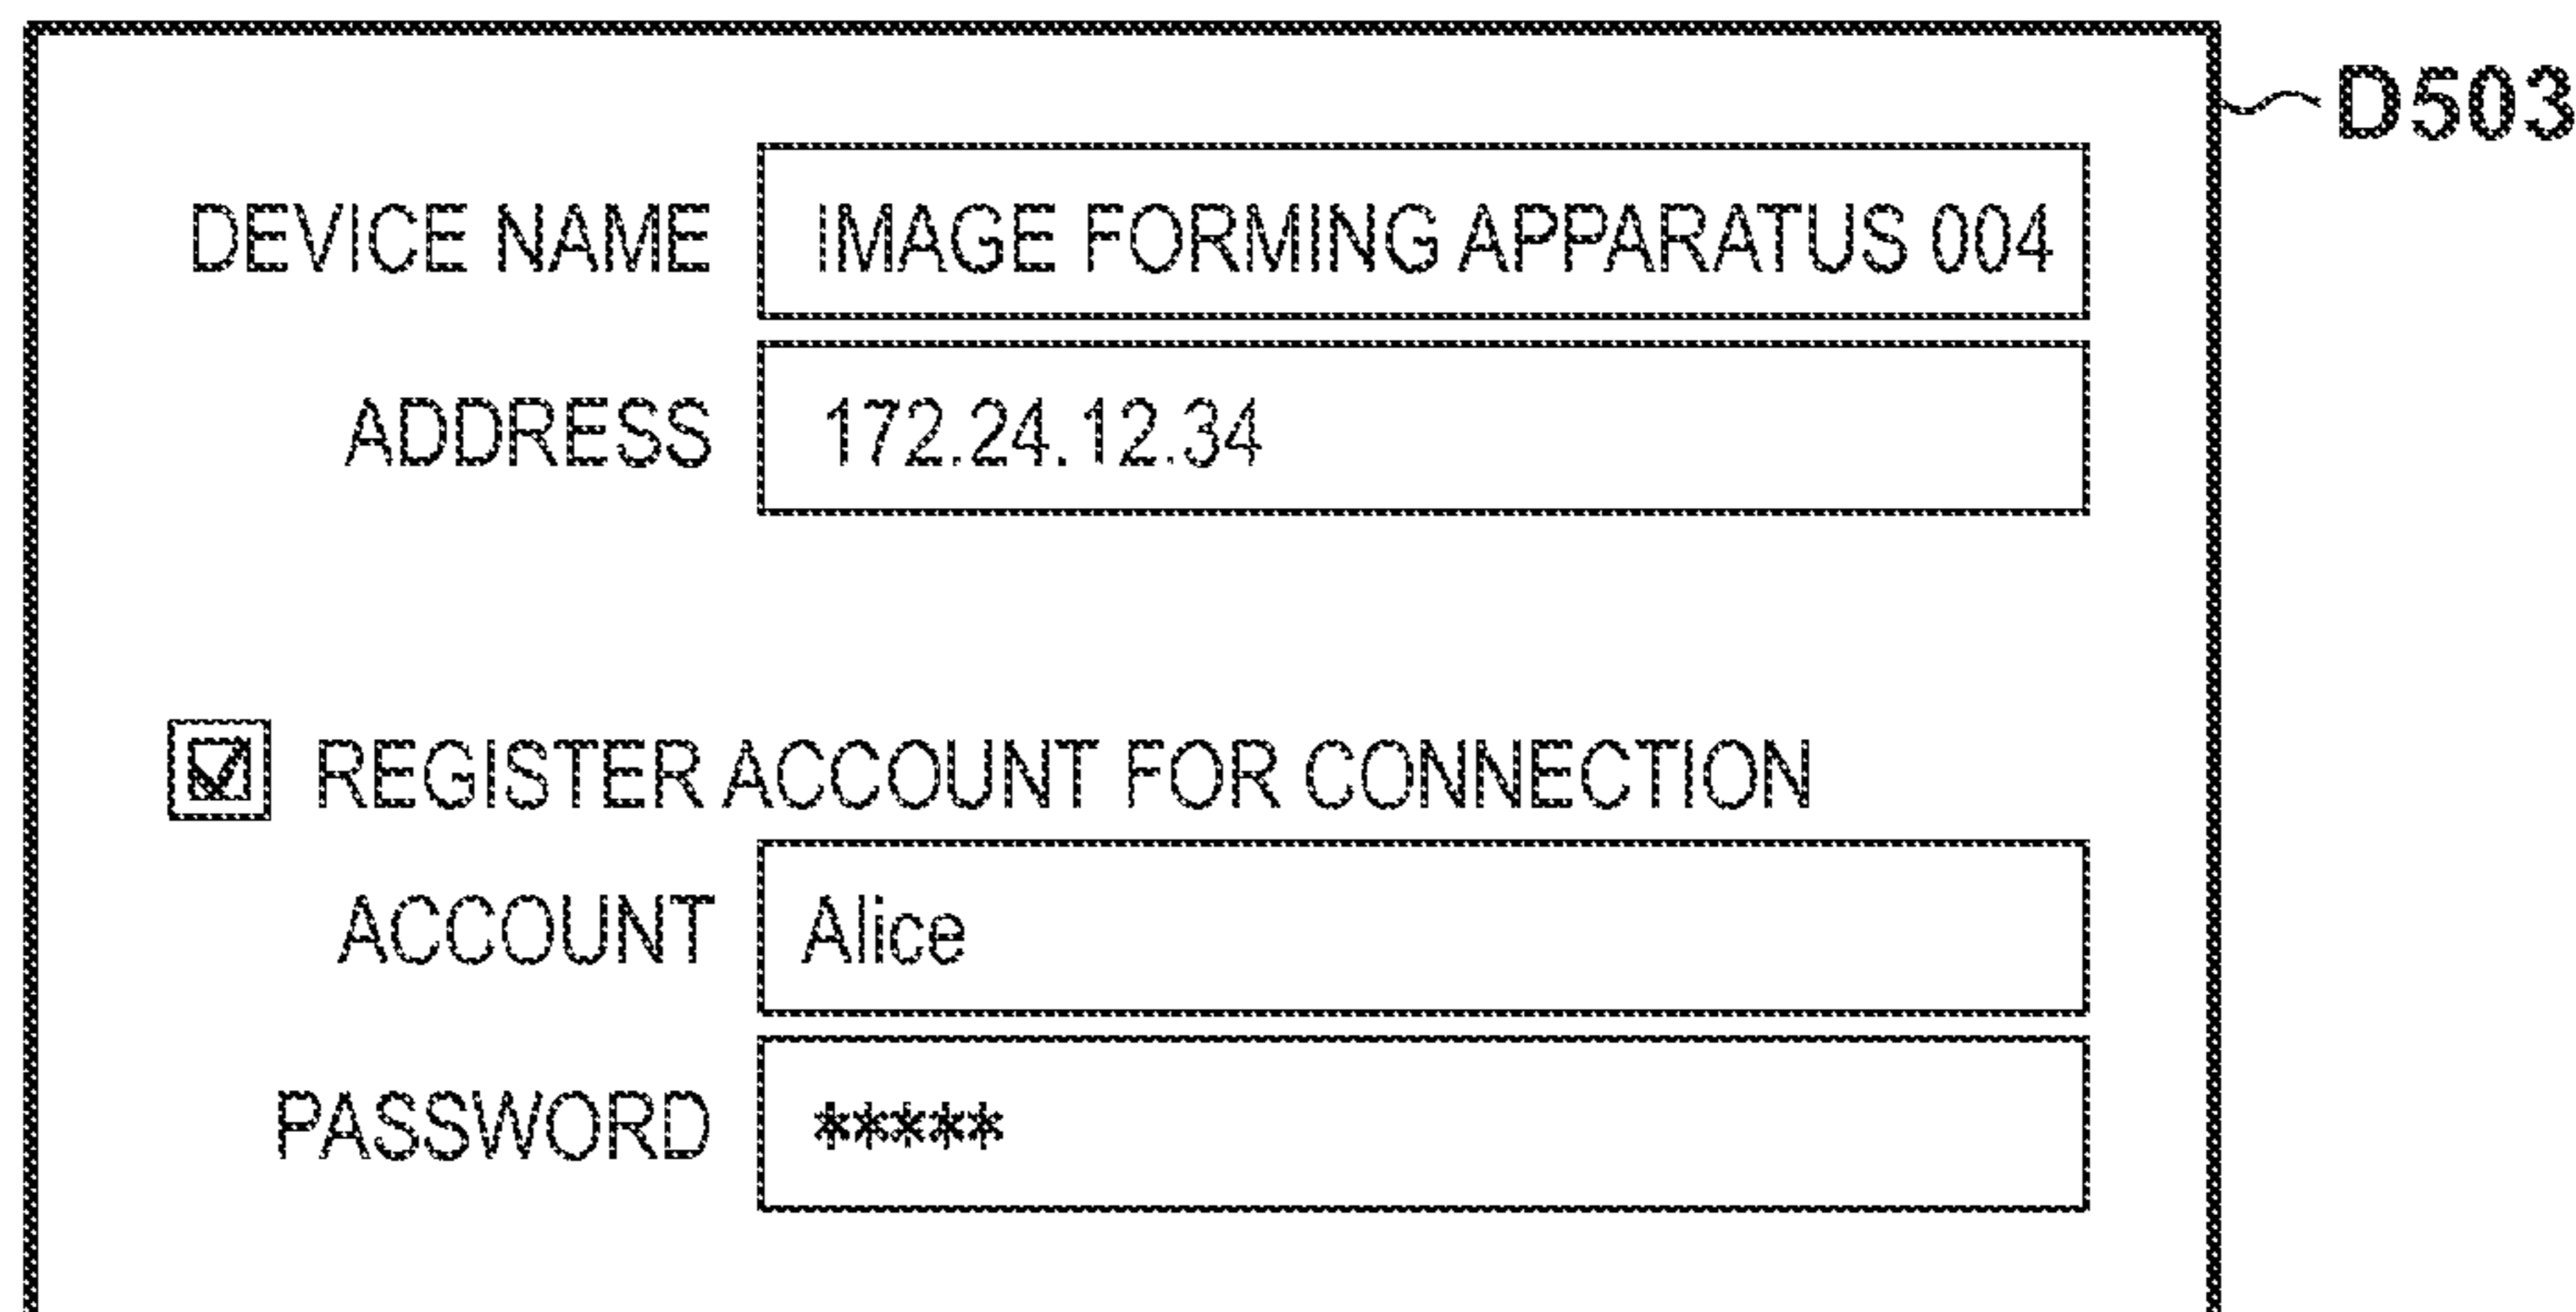 D503
DEVICE NAME IMAGE FORMING APPARATUS 004
ADDRESS 172.24.12.34
REGISTER ACCOUNT FOR CONNECTION
ACCOUNT Alice
PASSWORD *****